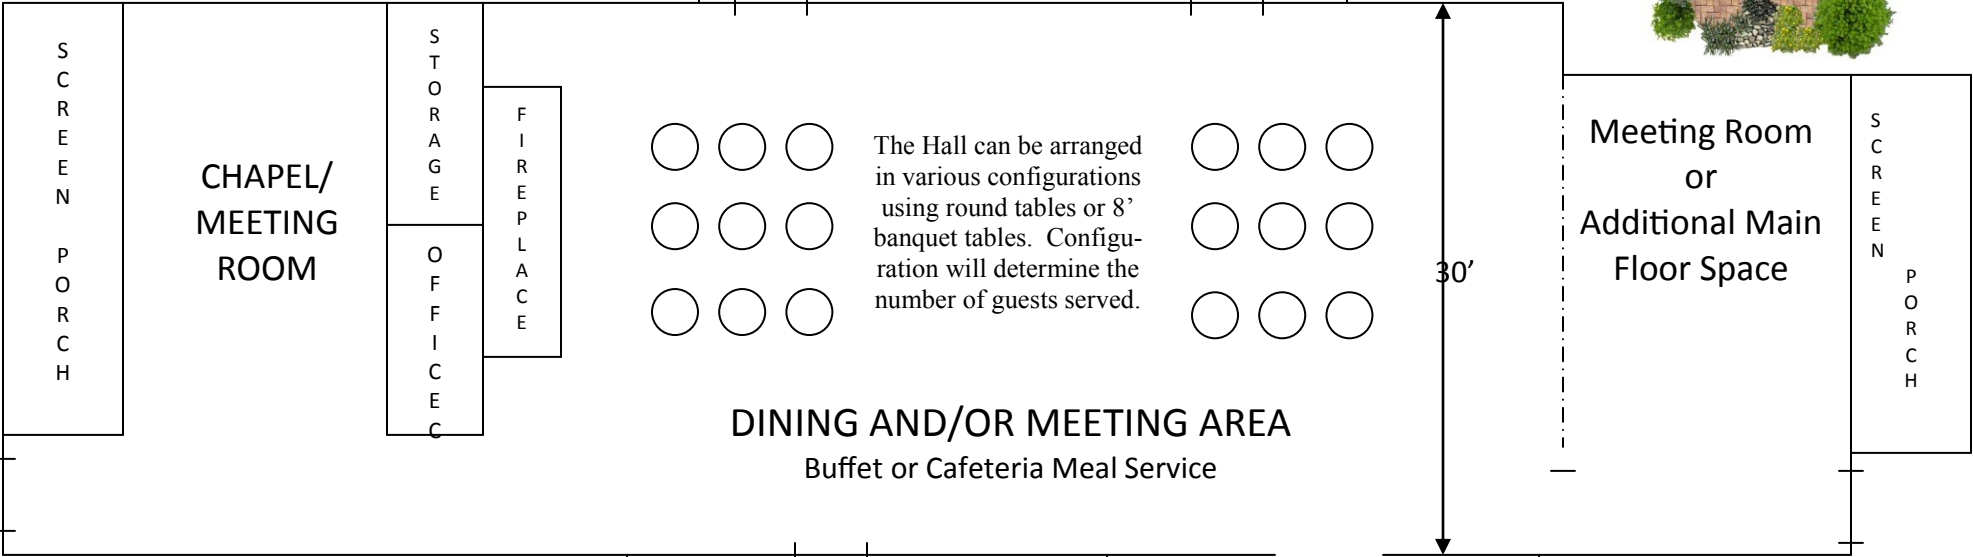 SCREEN PORCH
CHAPEL/
MEETING
ROOM
STORAGE
OFFICEC
FIREPLACE
The Hall can be arranged
in various configurations
using round tables or 8’
banquet tables.  Configu-
ration will determine the
number of guests served.
DINING AND/OR MEETING AREA
Buffet or Cafeteria Meal Service
30’
Meeting Room
or
Additional Main
Floor Space
SCREEN
PORCH